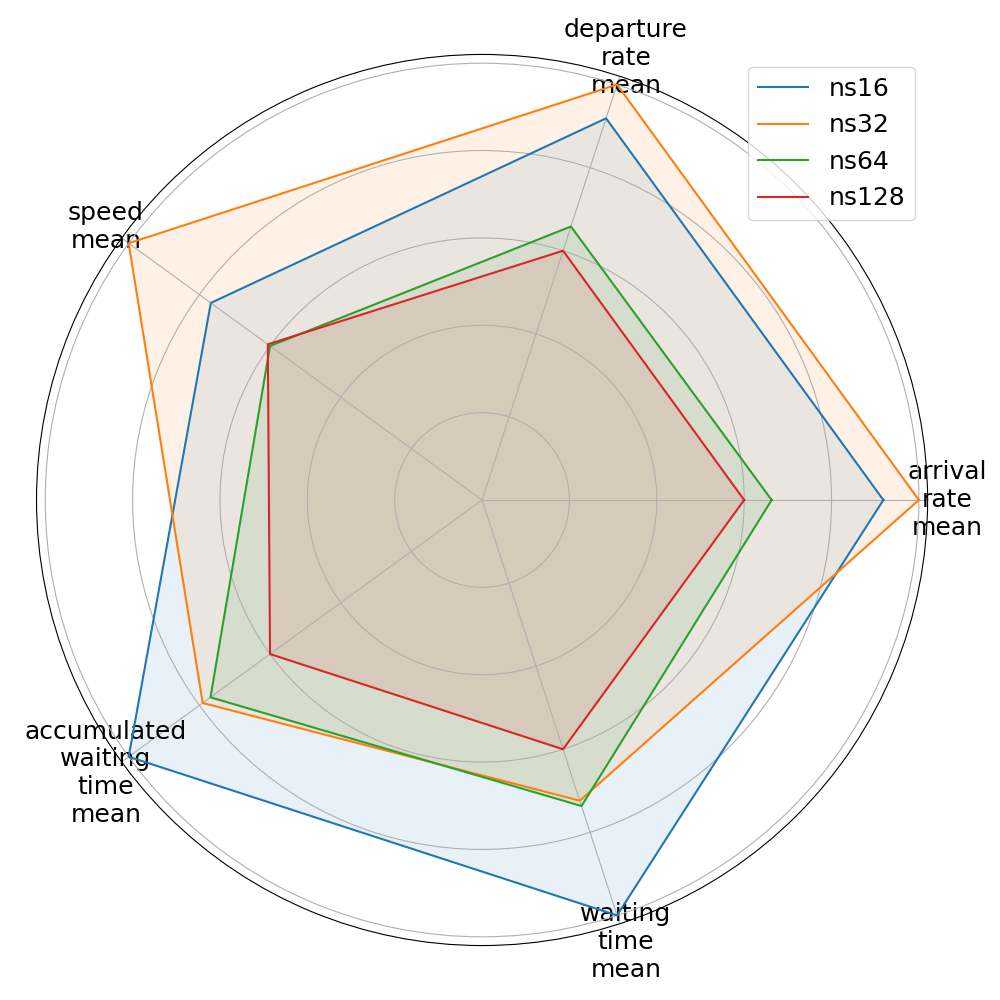 departure
rate
mean
ns16
ns32
ns64
ns128
speed
mean
arrival
rate
mean
accumulated
waiting
time
mean
waiting
time
mean